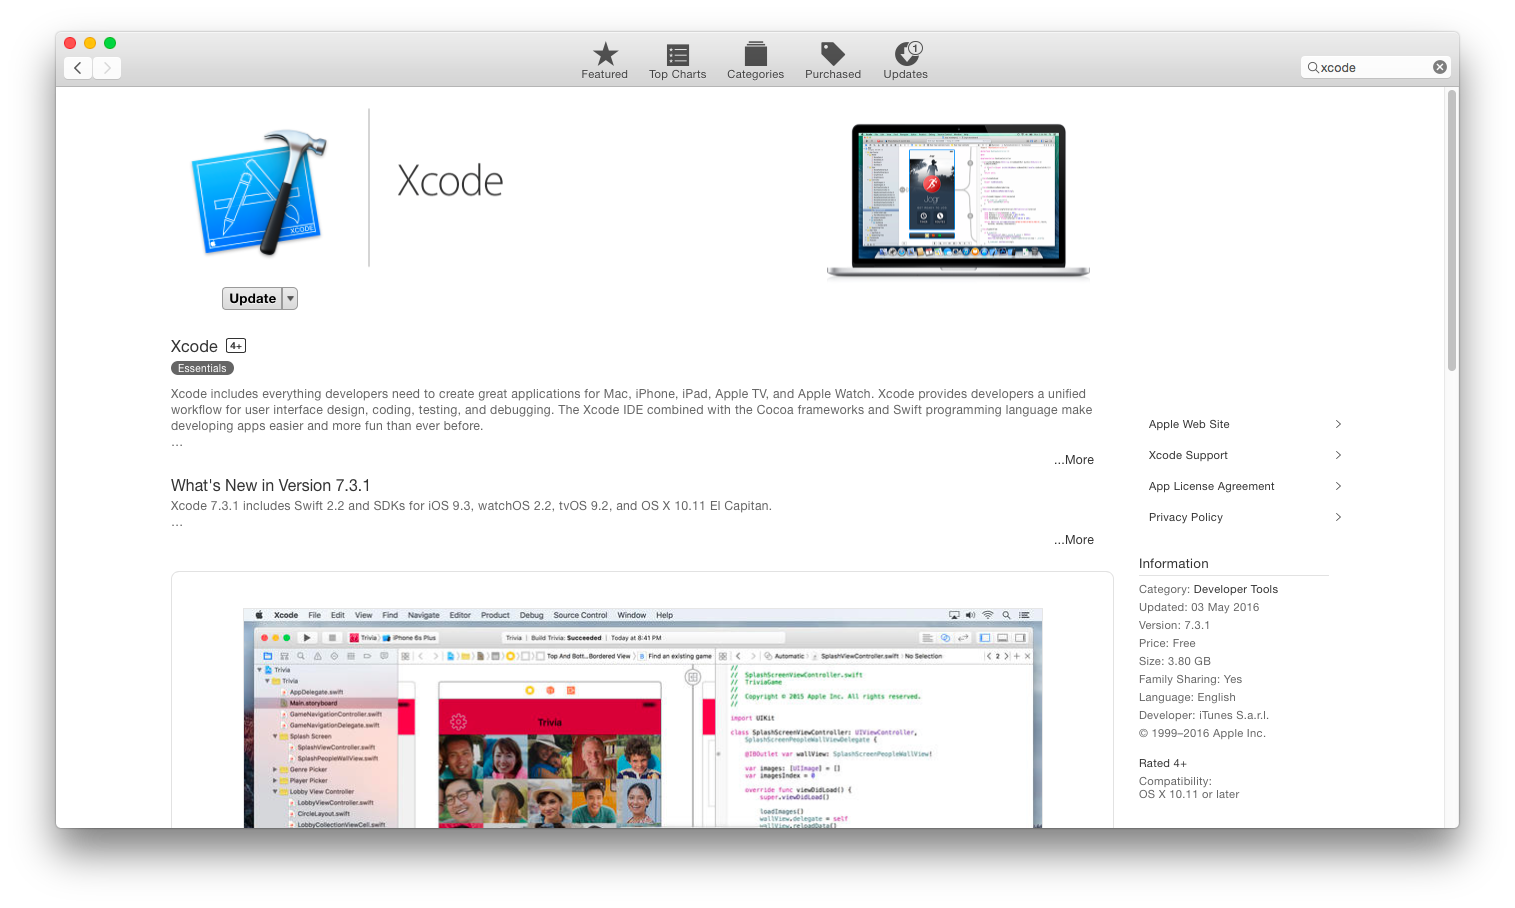 Featured
Top Charts
Categories
Purchased
1
Updates
xcode
XCODE
Xcode
Jogr
Update
Xcode 4+
Essentials
Xcode includes everything developers need to create great applications for Mac, iPhone, iPad, Apple TV, and Apple Watch. Xcode provides developers a unified
workflow for user interface design, coding, testing, and debugging. The Xcode IDE combined with the Cocoa frameworks and Swift programming language make
developing apps easier and more fun than ever before.
...
...More
What's New in Version 7.3.1
Xcode 7.3.1 includes Swift 2.2 and SDKs for iOS 9.3, watchOS 2.2, tvOS 9.2, and OS X 10.11 El Capitan.
...
...More
Xcode File Edit View Find Navigate Editor Product Debug Source Control Window Help
Trivia iPhone 6s Plus
Trivia | Build Trivia: Succeeded | Today at 8:41 PM
Top And Bott...Bordered View
Find an existing game
Automatic
SplashViewController.swift
No Selection
2
Trivia
Trivia
AppDelegate.swift
Main.storyboard
GameNavigationController.swift
GameNavigationDelegate.swift
Splash Screen
SplashViewController.swift
SplashPeopleWallView.swift
Genre Picker
Player Picker
Lobby View Controller
LobbyViewController.swift
CircleLayout.swift
LobbyCollectionViewCell.swift
Trivia
//
// SplashScreenViewController.swift
// TriviaGame
//
// Copyright © 2015 Apple Inc. All rights reserved.
//
import UIKit
class SplashScreenViewController: UIViewController,
SplashScreenPeopleWallViewDelegate {
@IBOutlet var wallView: SplashScreenPeopleWallView!
var images: [UIImage] = []
var imagesIndex = 0
override func viewDidLoad() {
super.viewDidLoad()
loadImages()
wallView.delegate = self
wallView.reloadData()
Apple Web Site
Xcode Support
App License Agreement
Privacy Policy
Information
Category: Developer Tools
Updated: 03 May 2016
Version: 7.3.1
Price: Free
Size: 3.80 GB
Family Sharing: Yes
Language: English
Developer: iTunes S.a.r.l.
© 1999–2016 Apple Inc.
Rated 4+
Compatibility:
OS X 10.11 or later